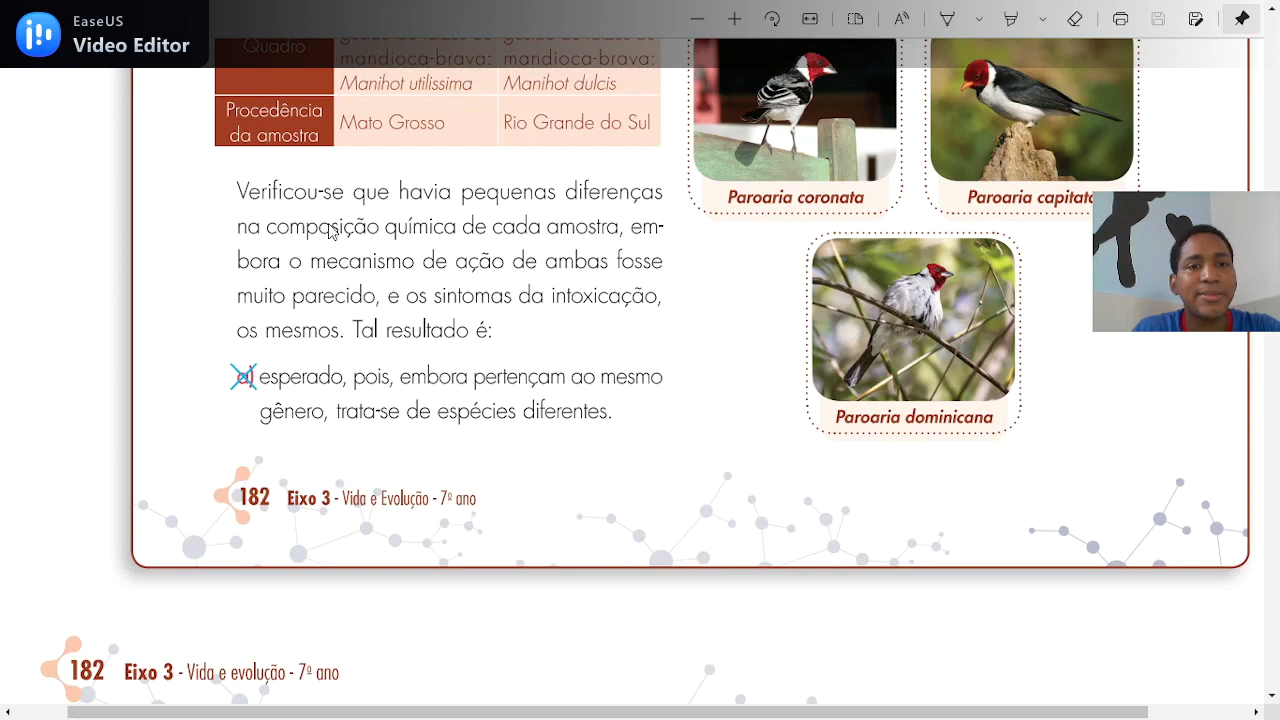 EaseUS
Video Editor
Quadro
mandioca-brava:
mandioca-brava:
Manihot utilissima
Manihot dulcis
Procedência
da amostra
Mato Grosso
Rio Grande do Sul
Verificou-se que havia pequenas diferenças
na composição química de cada amostra, em-
bora o mecanismo de ação de ambas fosse
muito parecido, e os sintomas da intoxicação,
os mesmos. Tal resultado é:
a) esperado, pois, embora pertençam ao mesmo
gênero, trata-se de espécies diferentes.
Paroaria coronata
Paroaria capitata
Paroaria dominicana
182 Eixo 3 - Vida e Evolução - 7º ano
182 Eixo 3 - Vida e evolução - 7º ano